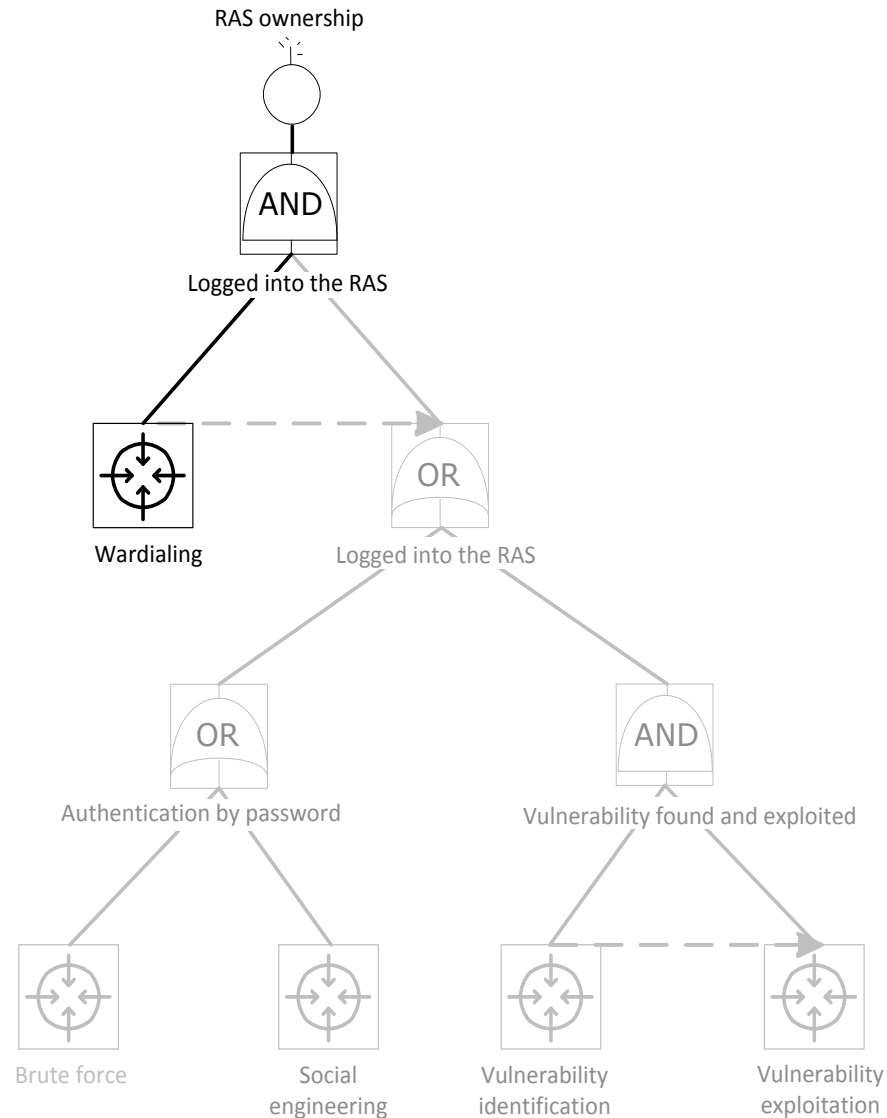 RAS ownership
AND
Logged into the RAS
OR
Wardialing
Logged into the RAS
OR
AND
Authentication by password
Vulnerability found and exploited
Brute force
Social
engineering
Vulnerability
identification
Vulnerability
exploitation